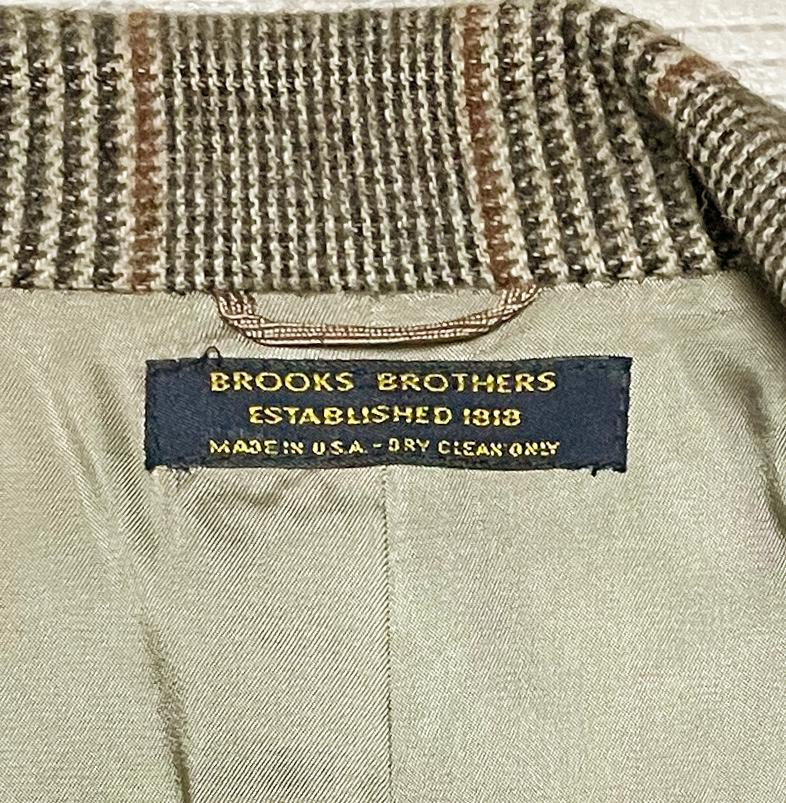 BROOKS BROTHERS
ESTABLISHED 1818
MADE IN U.S.A. - DRY CLEAN ONLY